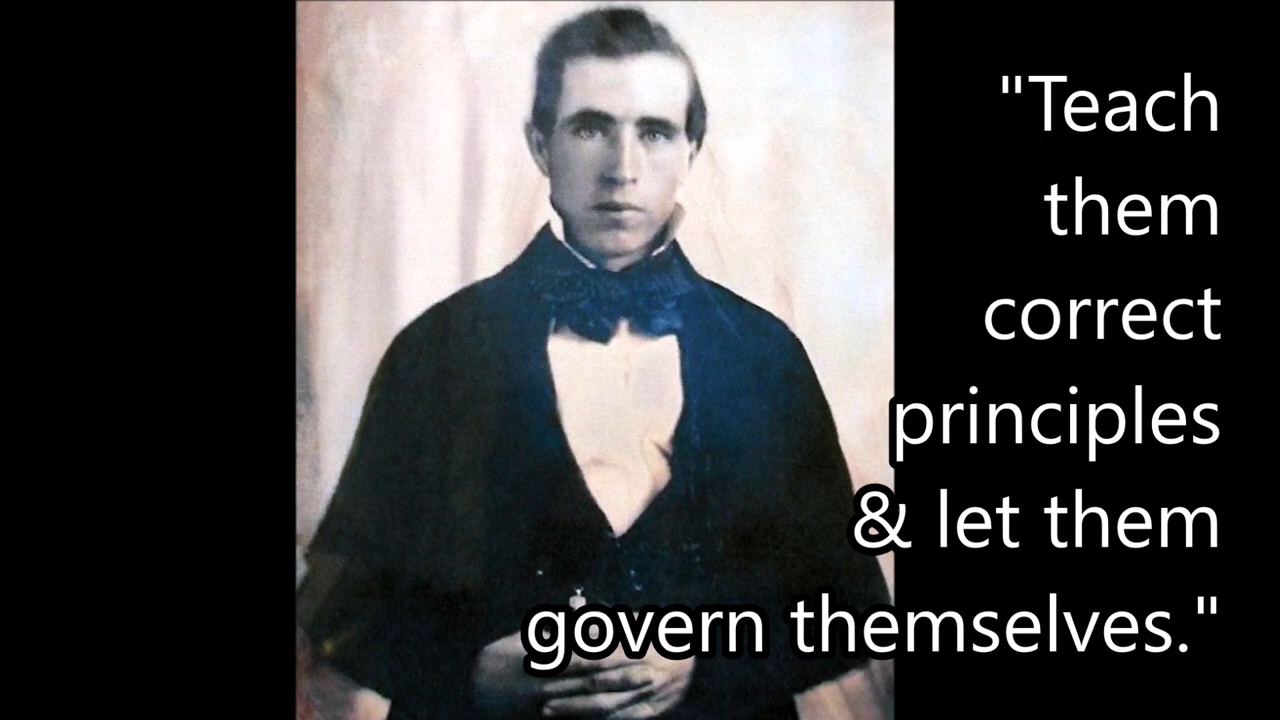 "Teach
them
correct
principles
& let them
govern themselves."